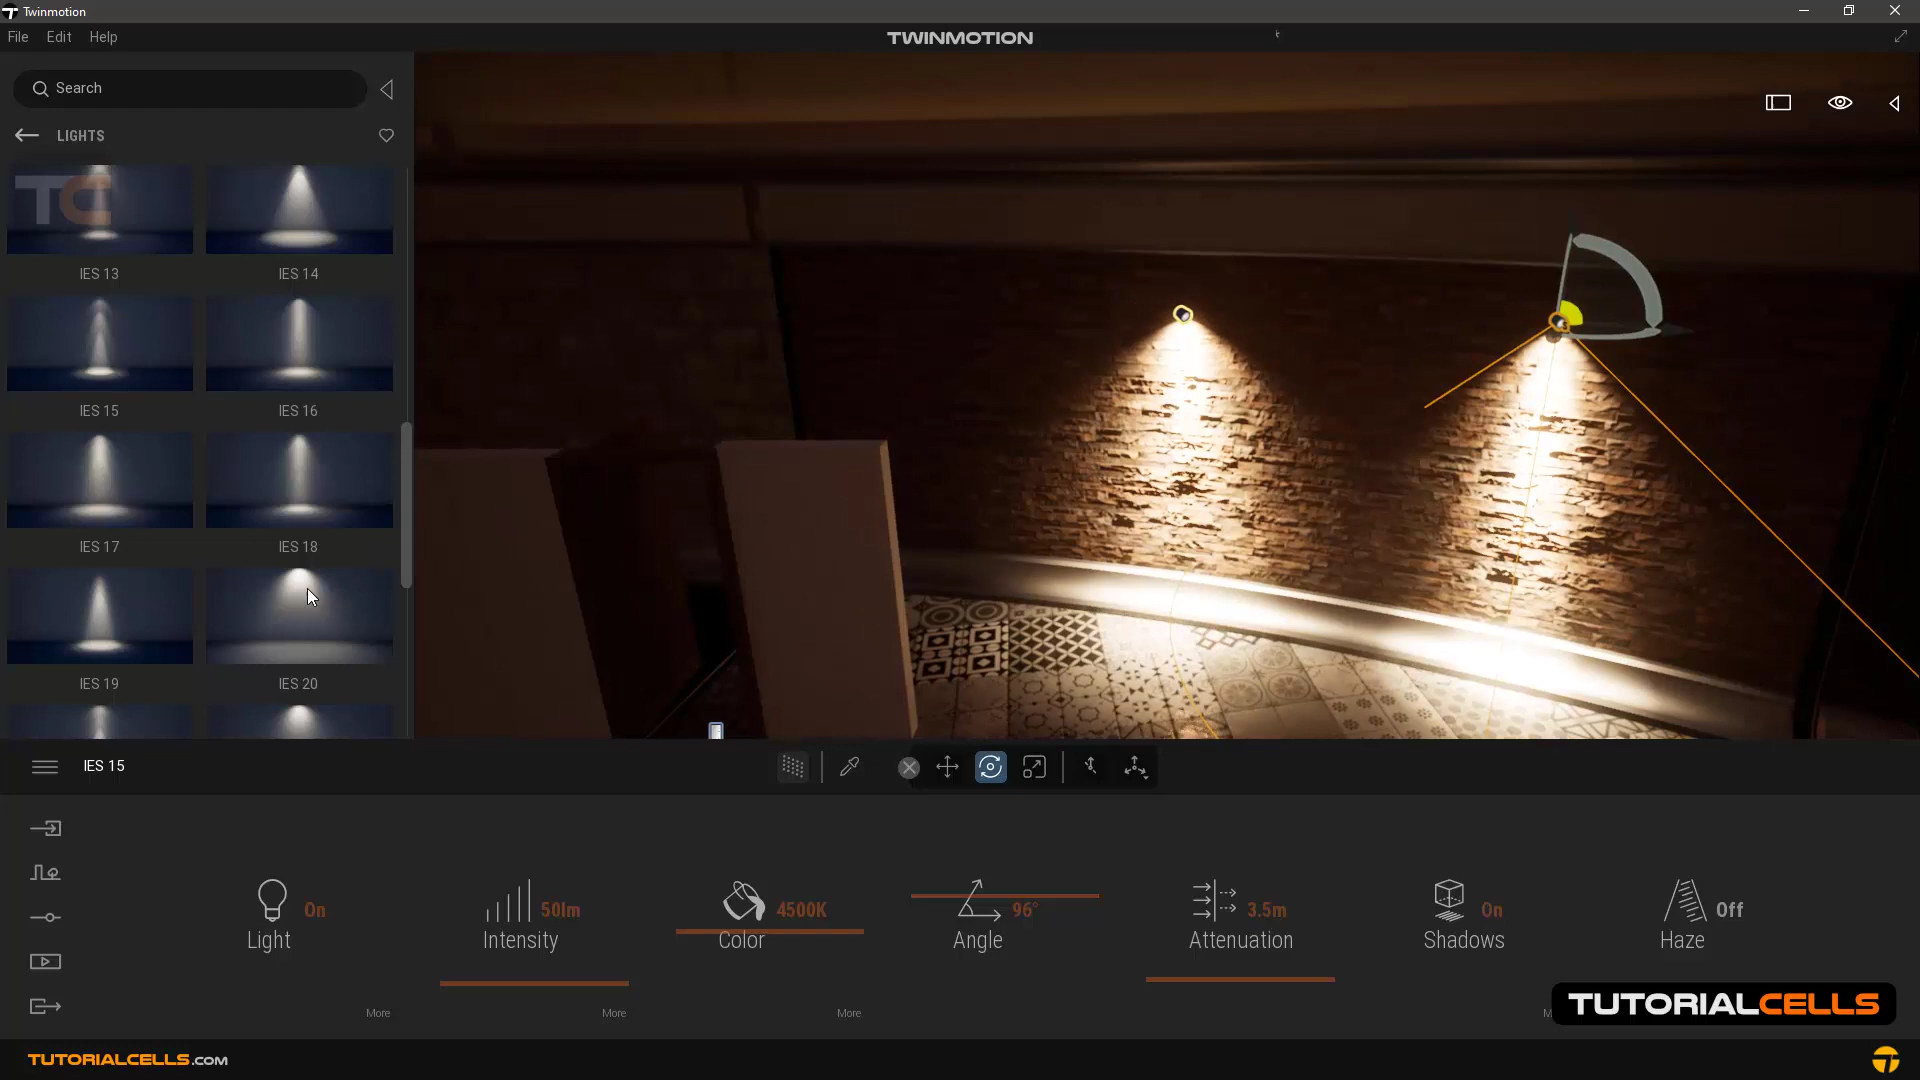 Twinmotion
File Edit Help
TWINMOTION
Search
LIGHTS
TC
IES 13 IES 14
IES 15 IES 16
IES 17 IES 18
IES 19 IES 20
IES 15
On 50lm 4500K 96° 3.5m On Off
Light Intensity Color Angle Attenuation Shadows Haze
More More More
TUTORIALCELLS
TUTORIALCELLS.COM